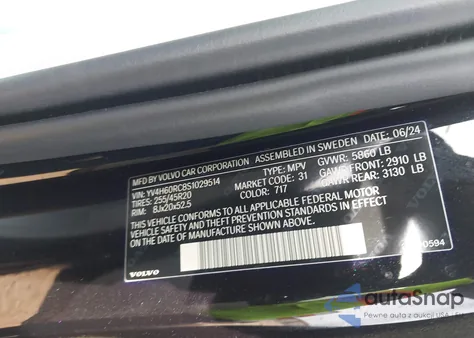 MFD BY VOLVO CAR CORPORATION ASSEMBLED IN SWEDEN DATE: 06/24
VIN: YV4H60RC8S1029514 TYPE: MPV GVWR: 5860 LB
TIRES: 255/45R20 MARKET: 31 GAWR FRONT: 2910 LB
RIM: 8Jx20x52.5 COLOR: 717 GAWR REAR: 3130 LB
THIS VEHICLE CONFORMS TO ALL APPLICABLE FEDERAL MOTOR
VEHICLE SAFETY AND THEFT PREVENTION STANDARDS IN EFFECT ON
THE DATE OF MANUFACTURE SHOWN ABOVE.
VOLVO
0594
autoSnap
Pewne auta z aukcji USA